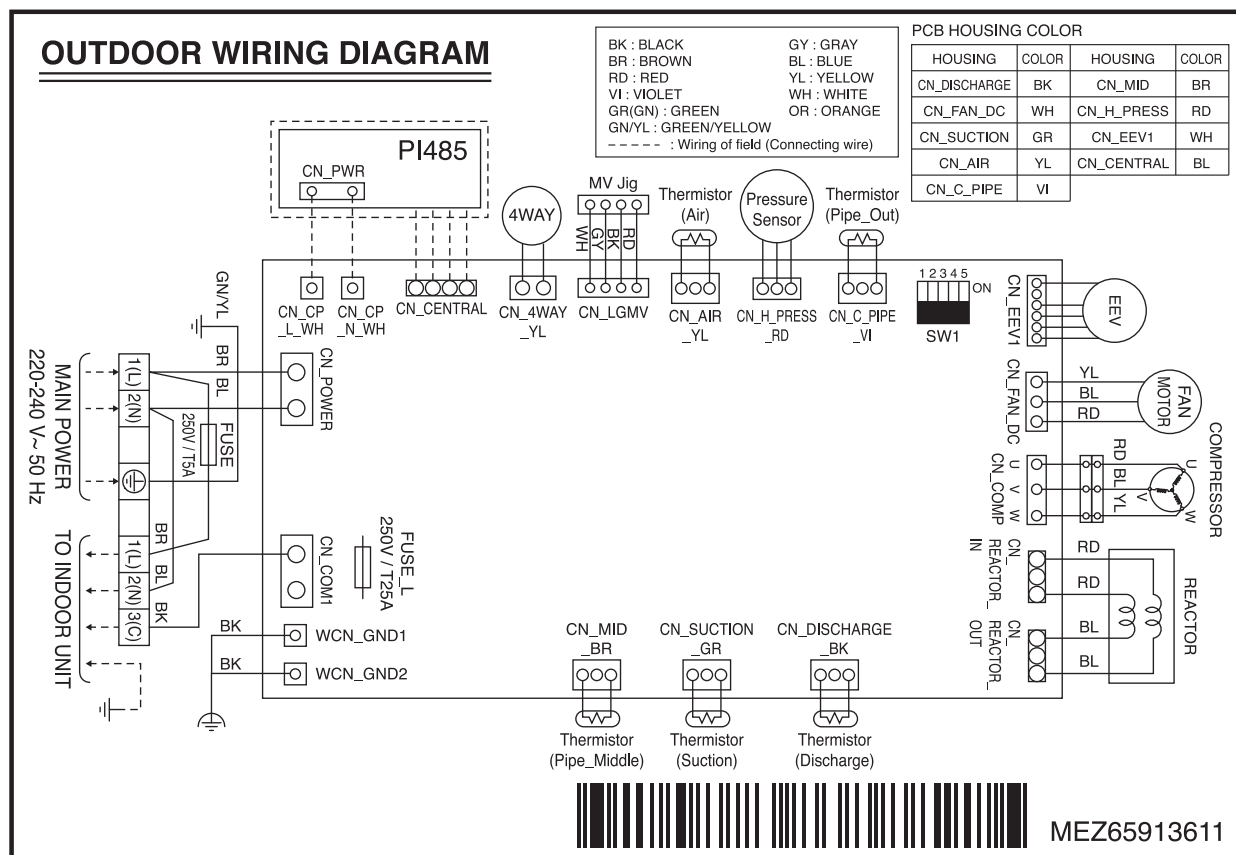 OUTDOOR WIRING DIAGRAM
BK : BLACK
BR : BROWN
RD : RED
VI : VIOLET
GR(GN) : GREEN
GN/YL : GREEN/YELLOW
GY : GRAY
BL : BLUE
YL : YELLOW
WH : WHITE
OR : ORANGE
----- : Wiring of field (Connecting wire)
PCB HOUSING COLOR
HOUSING COLOR HOUSING COLOR
CN_DISCHARGE BK CN_MID BR
CN_FAN_DC WH CN_H_PRESS RD
CN_SUCTION GR CN_EEV1 WH
CN_AIR YL CN_CENTRAL BL
CN_C_PIPE VI
PI485
CN_PWR
4WAY
MV Jig
WH
GY
BK
RD
Thermistor
(Air)
Pressure
Sensor
Thermistor
(Pipe_Out)
CN_CP
_L_WH
CN_CP
_N_WH
CN_CENTRAL
CN_4WAY
_YL
CN_LGMV
CN_AIR
_YL
CN_H_PRESS
_RD
CN_C_PIPE
_VI
1 2 3 4 5
ON
SW1
CN_EEV1
EEV
GN/YL
BR
BL
CN_POWER
MAIN POWER
220-240 V~ 50 Hz
1(L)
2(N)
FUSE
250V / T5A
CN_FAN_DC
YL
BL
RD
FAN
MOTOR
COMPRESSOR
CN_COMP
U
V
W
RD
BL
YL
U
V
W
TO INDOOR UNIT
1(L)
2(N)
3(C)
BR
BL
BK
CN_COM1
FUSE_L
250V / T25A
CN_
REACTOR_
IN
RD
RD
CN_
REACTOR_
OUT
BL
BL
REACTOR
BK
WCN_GND1
BK
WCN_GND2
CN_MID
_BR
CN_SUCTION
_GR
CN_DISCHARGE
_BK
Thermistor
(Pipe_Middle)
Thermistor
(Suction)
Thermistor
(Discharge)
MEZ65913611